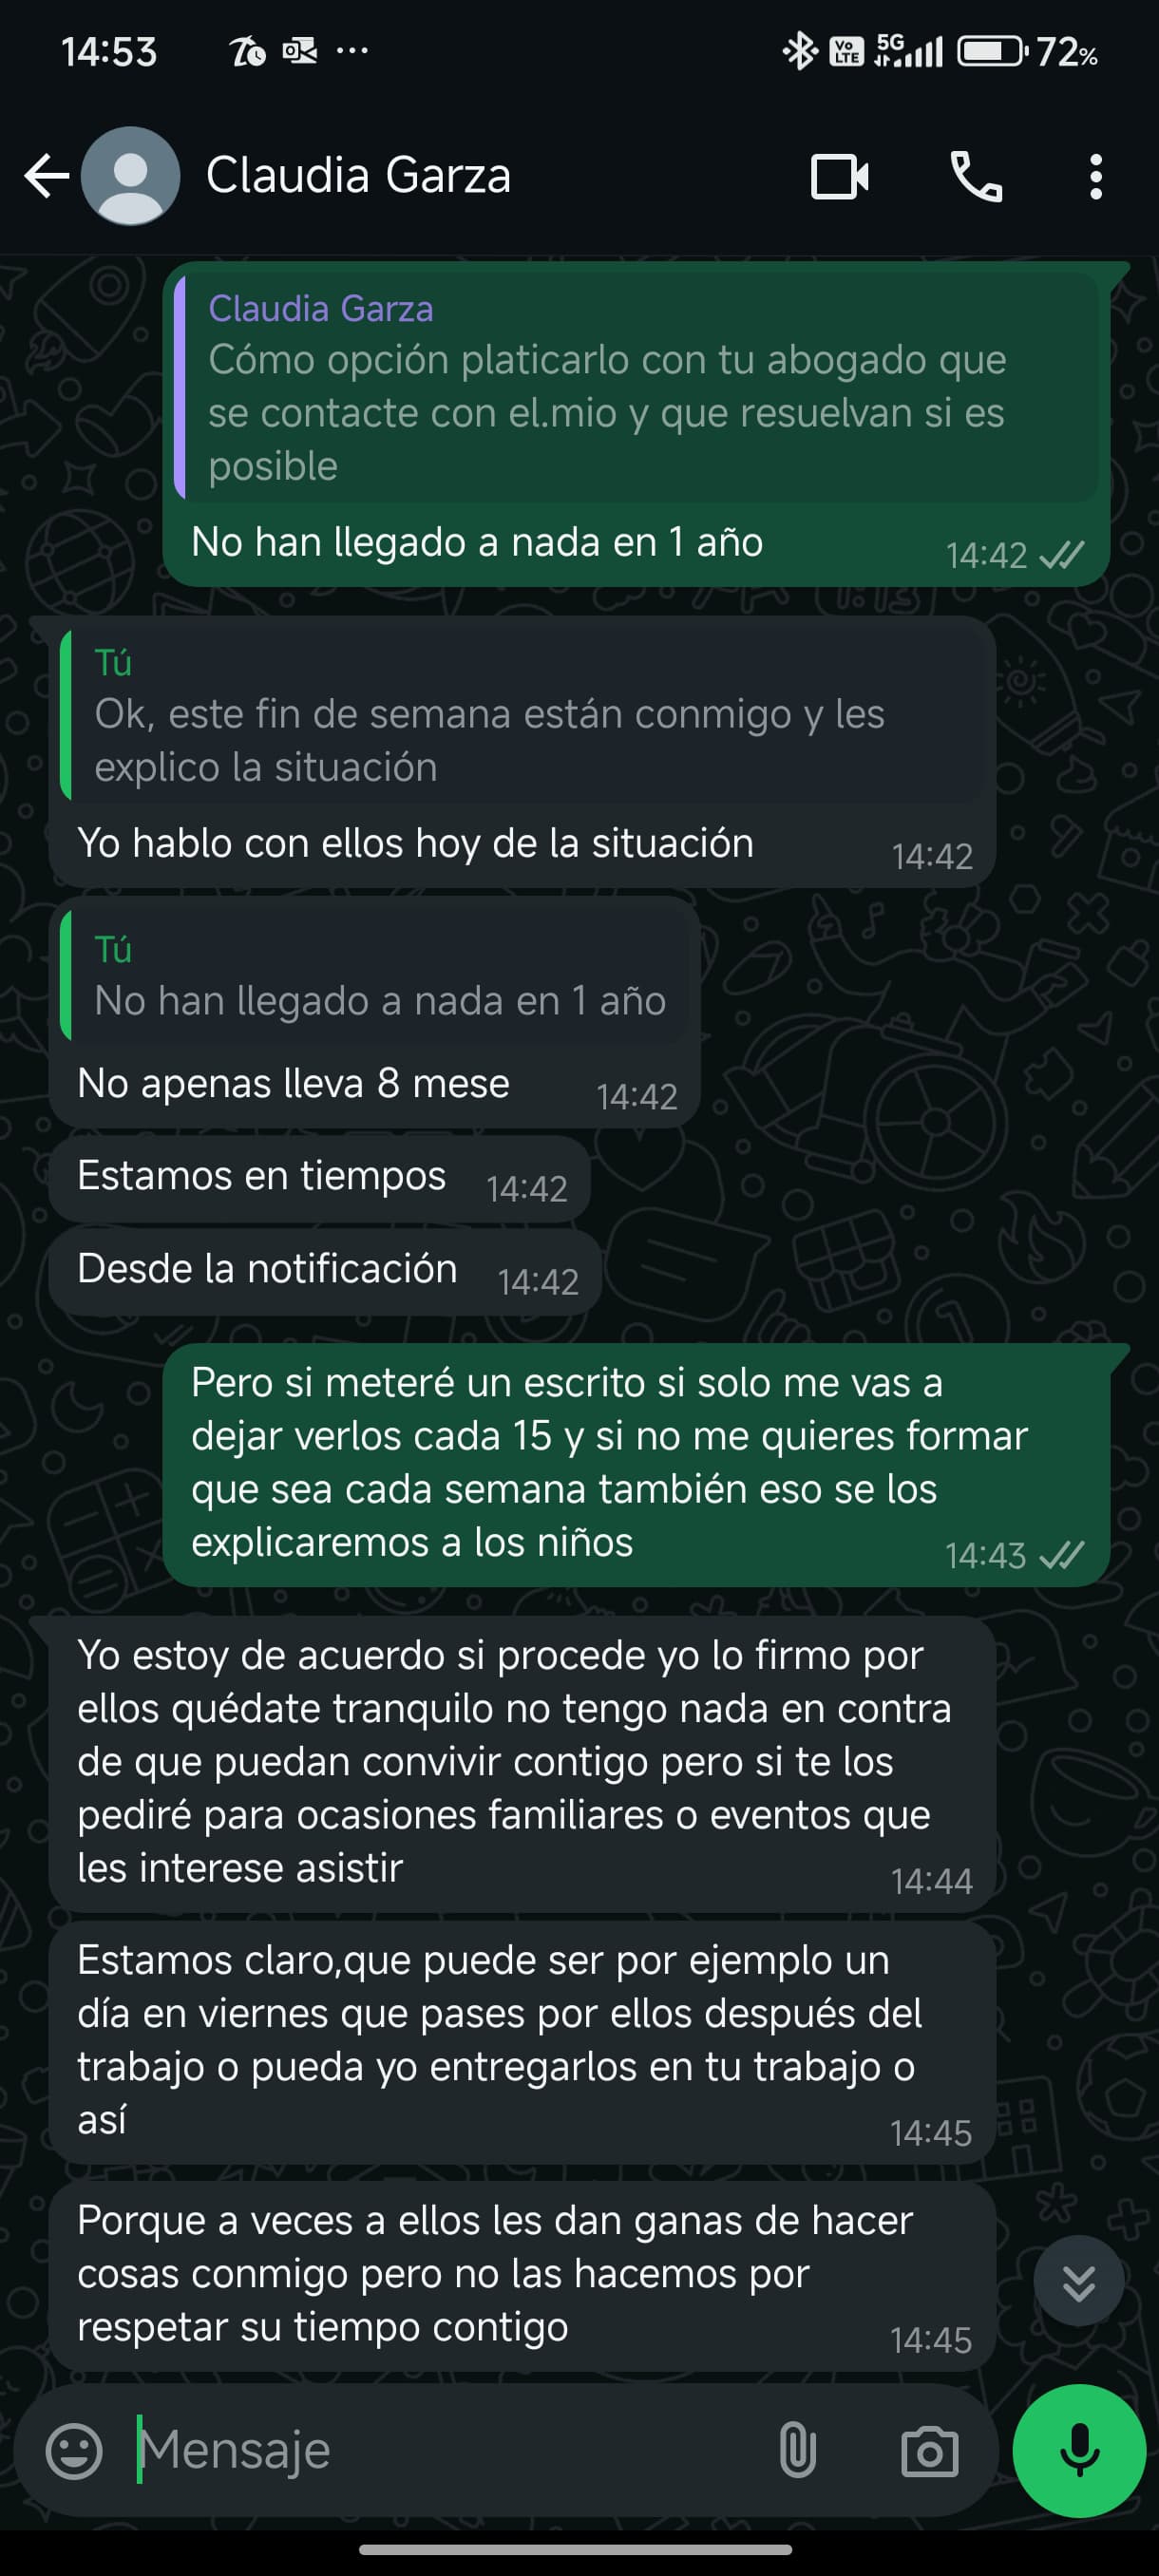 14:53
Vo LTE 5G 72%
Claudia Garza
Claudia Garza
Cómo opción platicarlo con tu abogado que
se contacte con el.mio y que resuelvan si es
posible
No han llegado a nada en 1 año
14:42
Tú
Ok, este fin de semana están conmigo y les
explico la situación
Yo hablo con ellos hoy de la situación
14:42
Tú
No han llegado a nada en 1 año
No apenas lleva 8 mese
14:42
Estamos en tiempos
14:42
Desde la notificación
14:42
Pero si meteré un escrito si solo me vas a
dejar verlos cada 15 y si no me quieres formar
que sea cada semana también eso se los
explicaremos a los niños
14:43
Yo estoy de acuerdo si procede yo lo firmo por
ellos quédate tranquilo no tengo nada en contra
de que puedan convivir contigo pero si te los
pediré para ocasiones familiares o eventos que
les interese asistir
14:44
Estamos claro,que puede ser por ejemplo un
día en viernes que pases por ellos después del
trabajo o pueda yo entregarlos en tu trabajo o
así
14:45
Porque a veces a ellos les dan ganas de hacer
cosas conmigo pero no las hacemos por
respetar su tiempo contigo
14:45
Mensaje